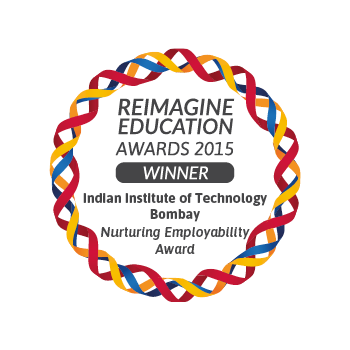 REIMAGINE
EDUCATION
AWARDS 2015
WINNER
Indian Institute of Technology
Bombay
Nurturing Employability
Award